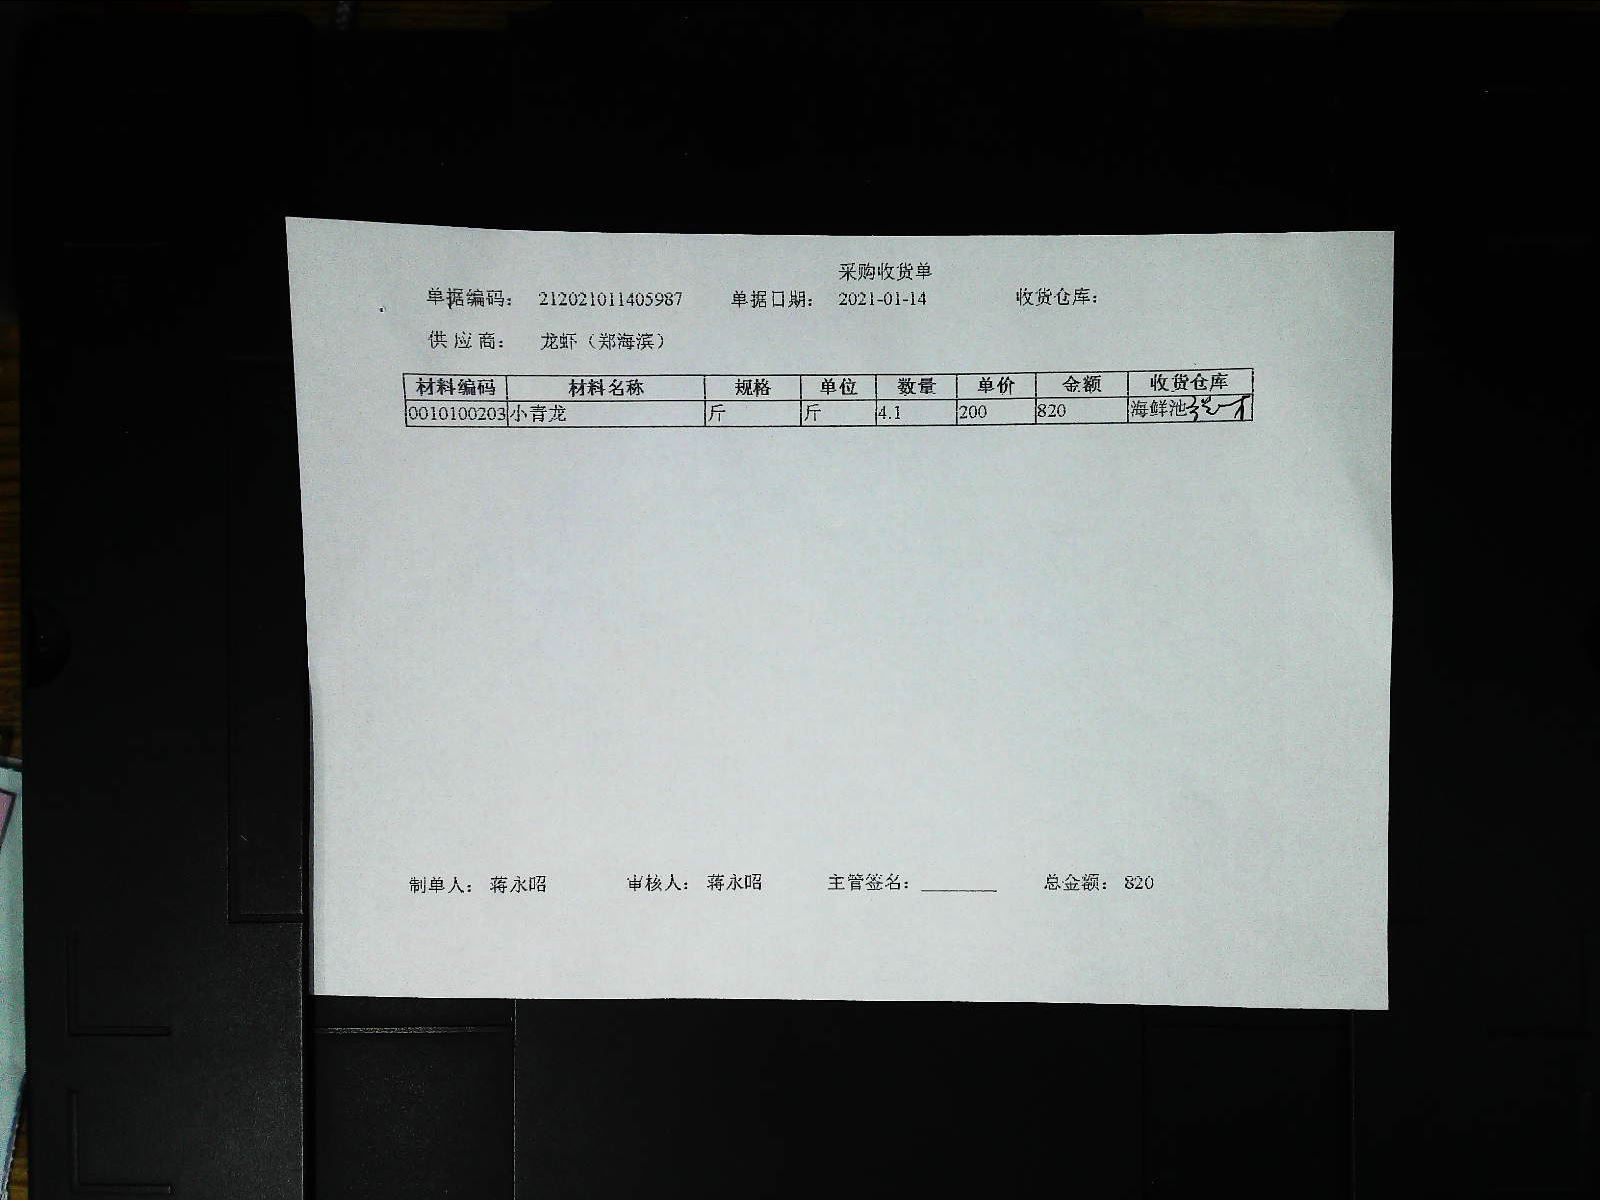 采购收货单
单据编码： 212021011405987 单据日期： 2021-01-14 收货仓库：
供应商： 龙虾（郑海滨）
材料编码 材料名称 规格 单位 数量 单价 金额 收货仓库
0010100203 小青龙 斤 斤 4.1 200 820 海鲜池
制单人： 蒋永昭 审核人： 蒋永昭 主管签名：________ 总金额： 820